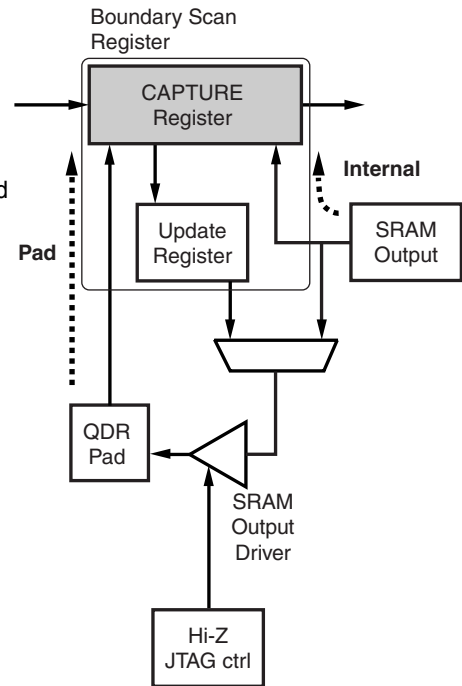 Boundary Scan
Register
CAPTURE
Register
Internal
Pad
Update
Register
SRAM
Output
QDR
Pad
SRAM
Output
Driver
Hi-Z
JTAG ctrl